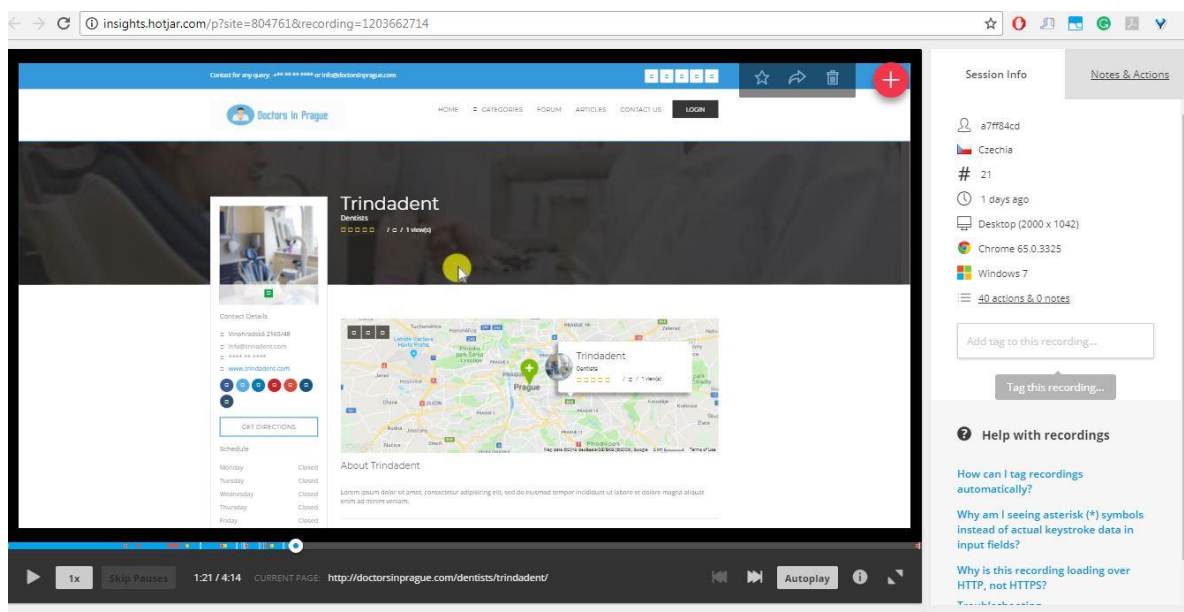 insights.hotjar.com/p?site=804761&recording=1203662714
Contact for any query: +** ** ** **** or info@doctorsinprague.com
Doctors In Prague
HOME CATEGORIES FORUM ARTICLES CONTACT US LOGIN
Trindadent
Dentists
/ / 1 view(s)
Contact Details
Vinohradská 2165/48
info@trinadent.com
**** ** ****
www.trindadent.com
GET DIRECTIONS
Schedule
Monday Closed
Tuesday Closed
Wednesday Closed
Thursday Closed
Friday Closed
Trindadent
Dentists
/ / 1 view(s)
Prague
About Trindadent
Lorem ipsum dolor sit amet, consectetur adipisicing elit, sed do eiusmod tempor incididunt ut labore et dolore magna aliquat
enim ad minim veniam.
1x Skip Pauses 1:21 / 4:14 CURRENT PAGE: http://doctorsinprague.com/dentists/trindadent/ Autoplay
Session Info Notes & Actions
a7ff84cd
Czechia
# 21
1 days ago
Desktop (2000 x 1042)
Chrome 65.0.3325
Windows 7
40 actions & 0 notes
Add tag to this recording...
Tag this recording...
Help with recordings
How can I tag recordings
automatically?
Why am I seeing asterisk (*) symbols
instead of actual keystroke data in
input fields?
Why is this recording loading over
HTTP, not HTTPS?